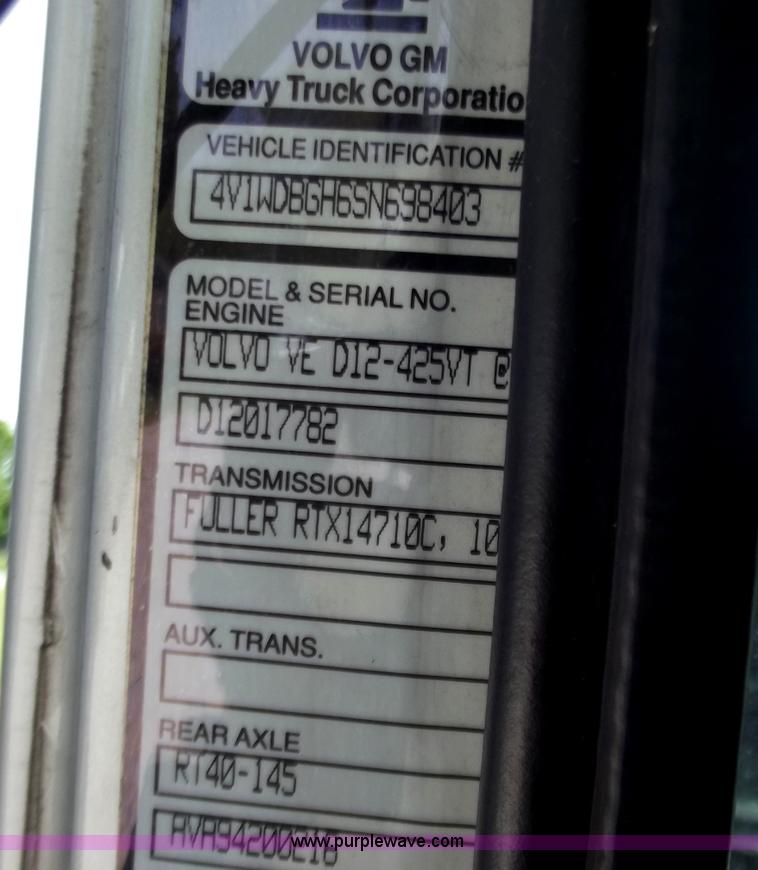 VOLVO GM
Heavy Truck Corporatio
VEHICLE IDENTIFICATION #
4V1WDBGH6SN698403
MODEL & SERIAL NO.
ENGINE
VOLVO VE D12-425VT @
D12017782
TRANSMISSION
FULLER RTX14710C, 10
AUX. TRANS.
REAR AXLE
RT40-145
www.purplewave.com